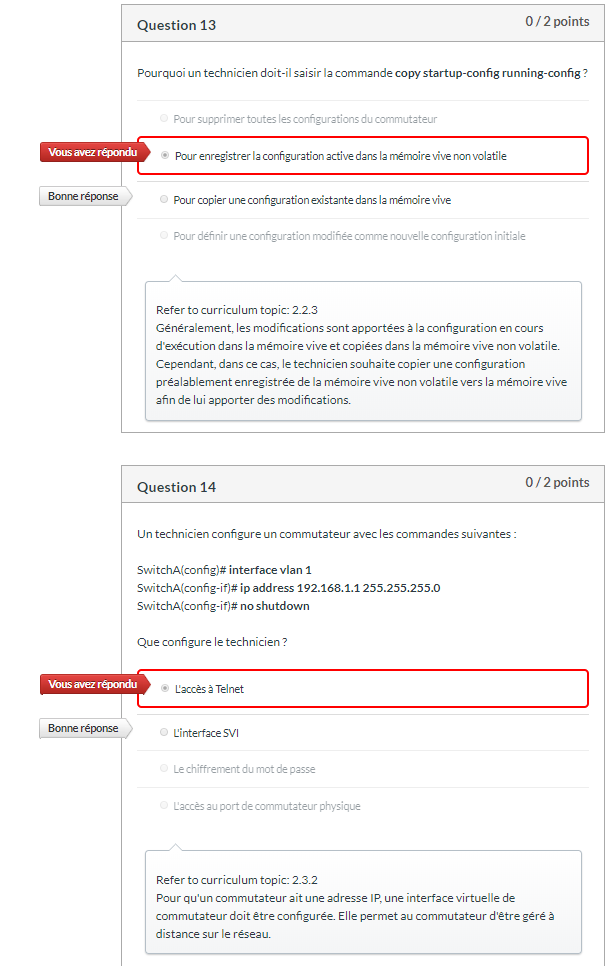 Question 13
0 / 2 points
Pourquoi un technicien doit-il saisir la commande copy startup-config running-config ?
Pour supprimer toutes les configurations du commutateur
Vous avez répondu
Pour enregistrer la configuration active dans la mémoire vive non volatile
Bonne réponse
Pour copier une configuration existante dans la mémoire vive
Pour définir une configuration modifiée comme nouvelle configuration initiale
Refer to curriculum topic: 2.2.3
Généralement, les modifications sont apportées à la configuration en cours
d'exécution dans la mémoire vive et copiées dans la mémoire vive non volatile.
Cependant, dans ce cas, le technicien souhaite copier une configuration
préalablement enregistrée de la mémoire vive non volatile vers la mémoire vive
afin de lui apporter des modifications.
Question 14
0 / 2 points
Un technicien configure un commutateur avec les commandes suivantes :
SwitchA(config)# interface vlan 1
SwitchA(config-if)# ip address 192.168.1.1 255.255.255.0
SwitchA(config-if)# no shutdown
Que configure le technicien ?
Vous avez répondu
L'accès à Telnet
Bonne réponse
L'interface SVI
Le chiffrement du mot de passe
L'accès au port de commutateur physique
Refer to curriculum topic: 2.3.2
Pour qu'un commutateur ait une adresse IP, une interface virtuelle de
commutateur doit être configurée. Elle permet au commutateur d'être géré à
distance sur le réseau.